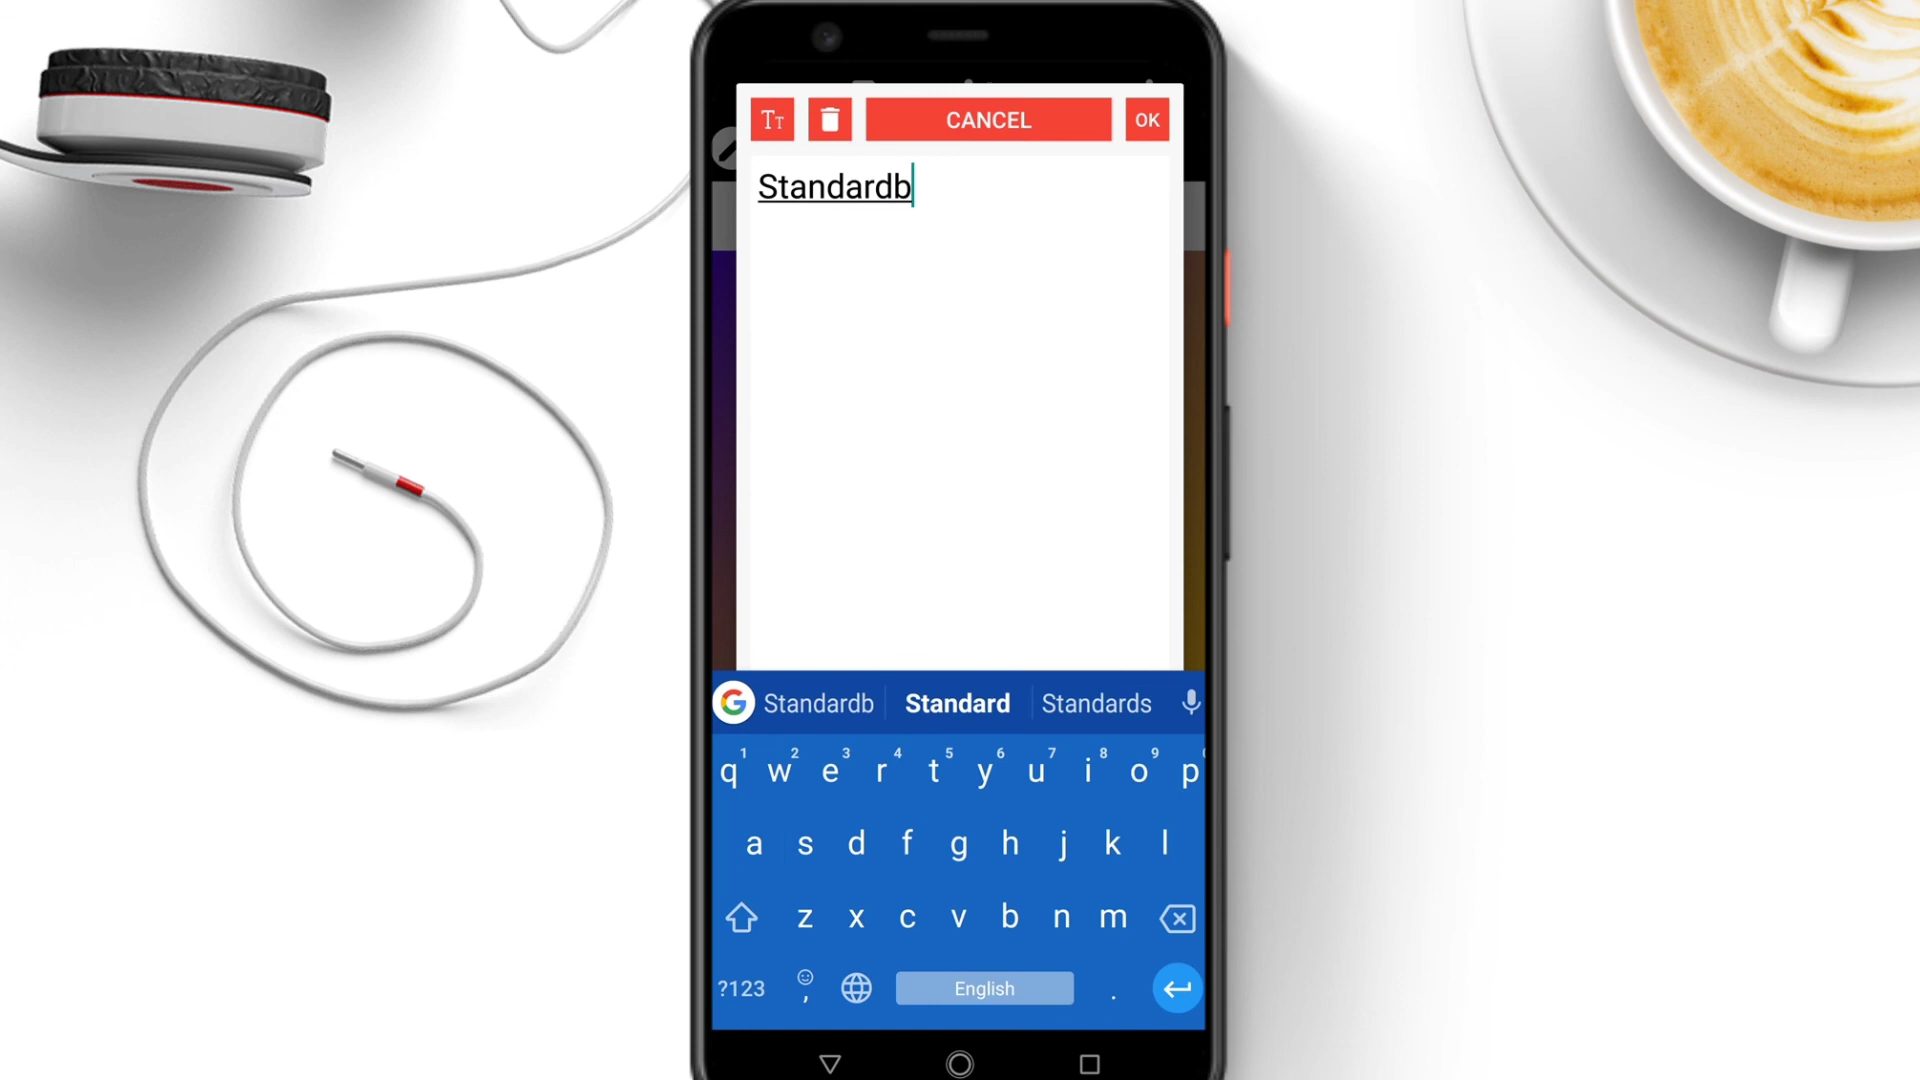 Tт CANCEL OK
Standardb
G Standardb Standard Standards
1 2 3 4 5 6 7 8 9
q w e r t y u i o p
a s d f g h j k l
z x c v b n m
?123 , English .